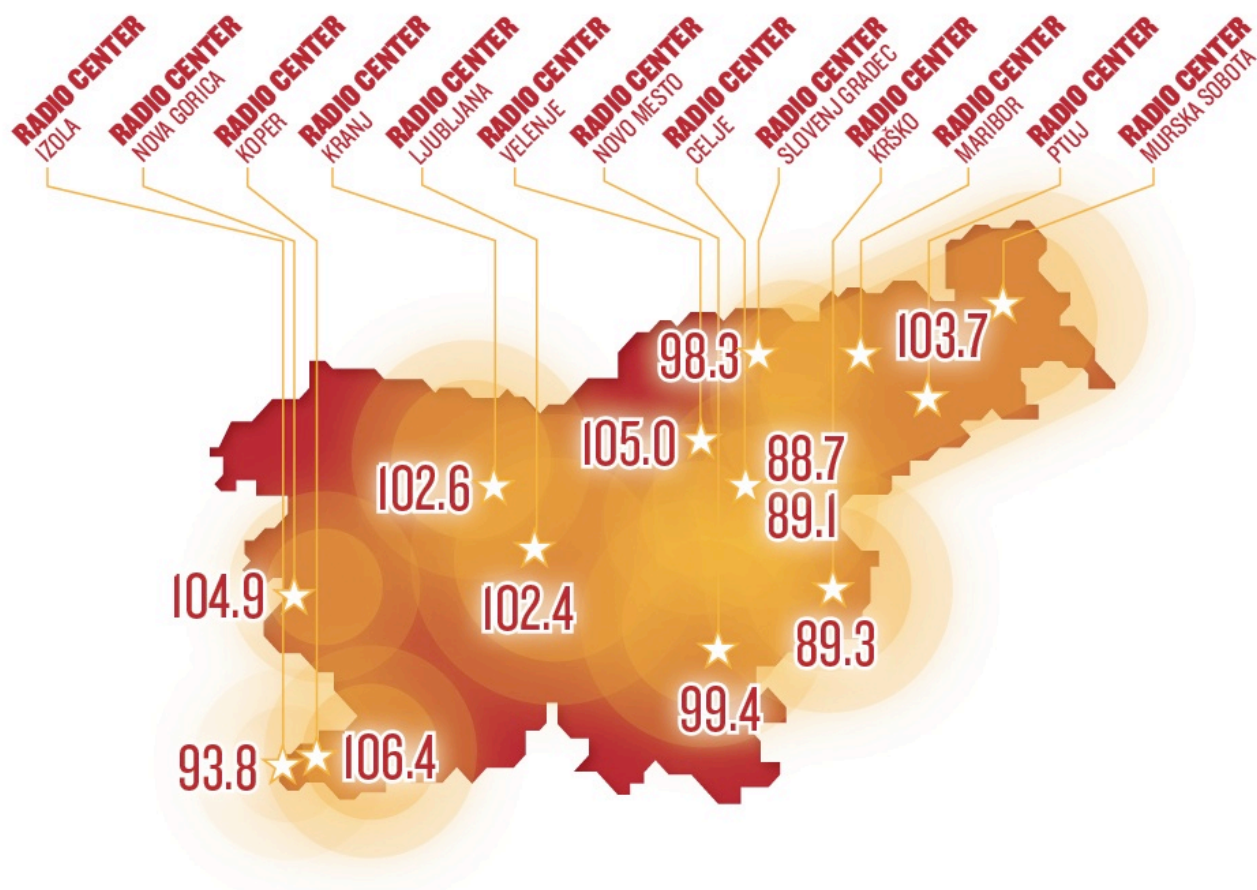 RADIO CENTER
IZOLA
RADIO CENTER
NOVA GORICA
RADIO CENTER
KOPER
RADIO CENTER
KRANJ
RADIO CENTER
LJUBLJANA
RADIO CENTER
VELENJE
RADIO CENTER
NOVO MESTO
RADIO CENTER
CELJE
RADIO CENTER
SLOVENJ GRADEC
RADIO CENTER
KRŠKO
RADIO CENTER
MARIBOR
RADIO CENTER
PTUJ
RADIO CENTER
MURSKA SOBOTA
103.7
98.3
105.0
88.7
89.1
102.6
104.9
102.4
89.3
99.4
93.8
106.4